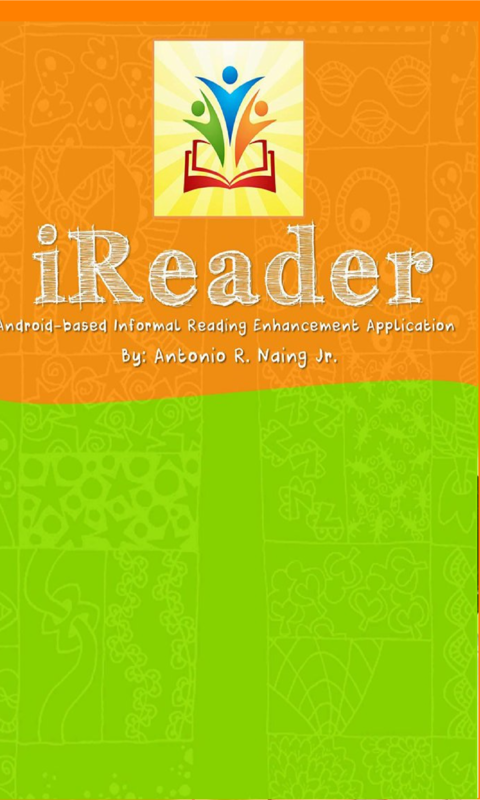 iReader
Android-based Informal Reading Enhancement Application
By: Antonio R. Naing Jr.